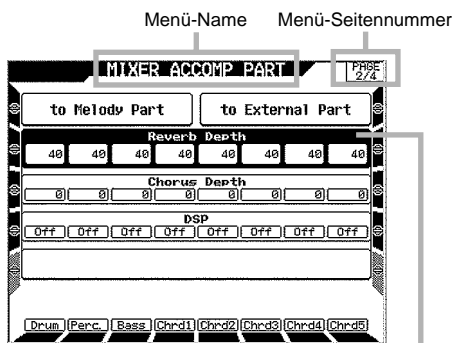 Menü-Name Menü-Seitennummer
MIXER ACCOMP PART PAGE 2/4
to Melody Part to External Part
Reverb Depth
40 40 40 40 40 40 40 40
Chorus Depth
0 0 0 0 0 0 0 0
DSP
Off Off Off Off Off Off Off Off
Drum Perc. Bass Chrd1 Chrd2 Chrd3 Chrd4 Chrd5